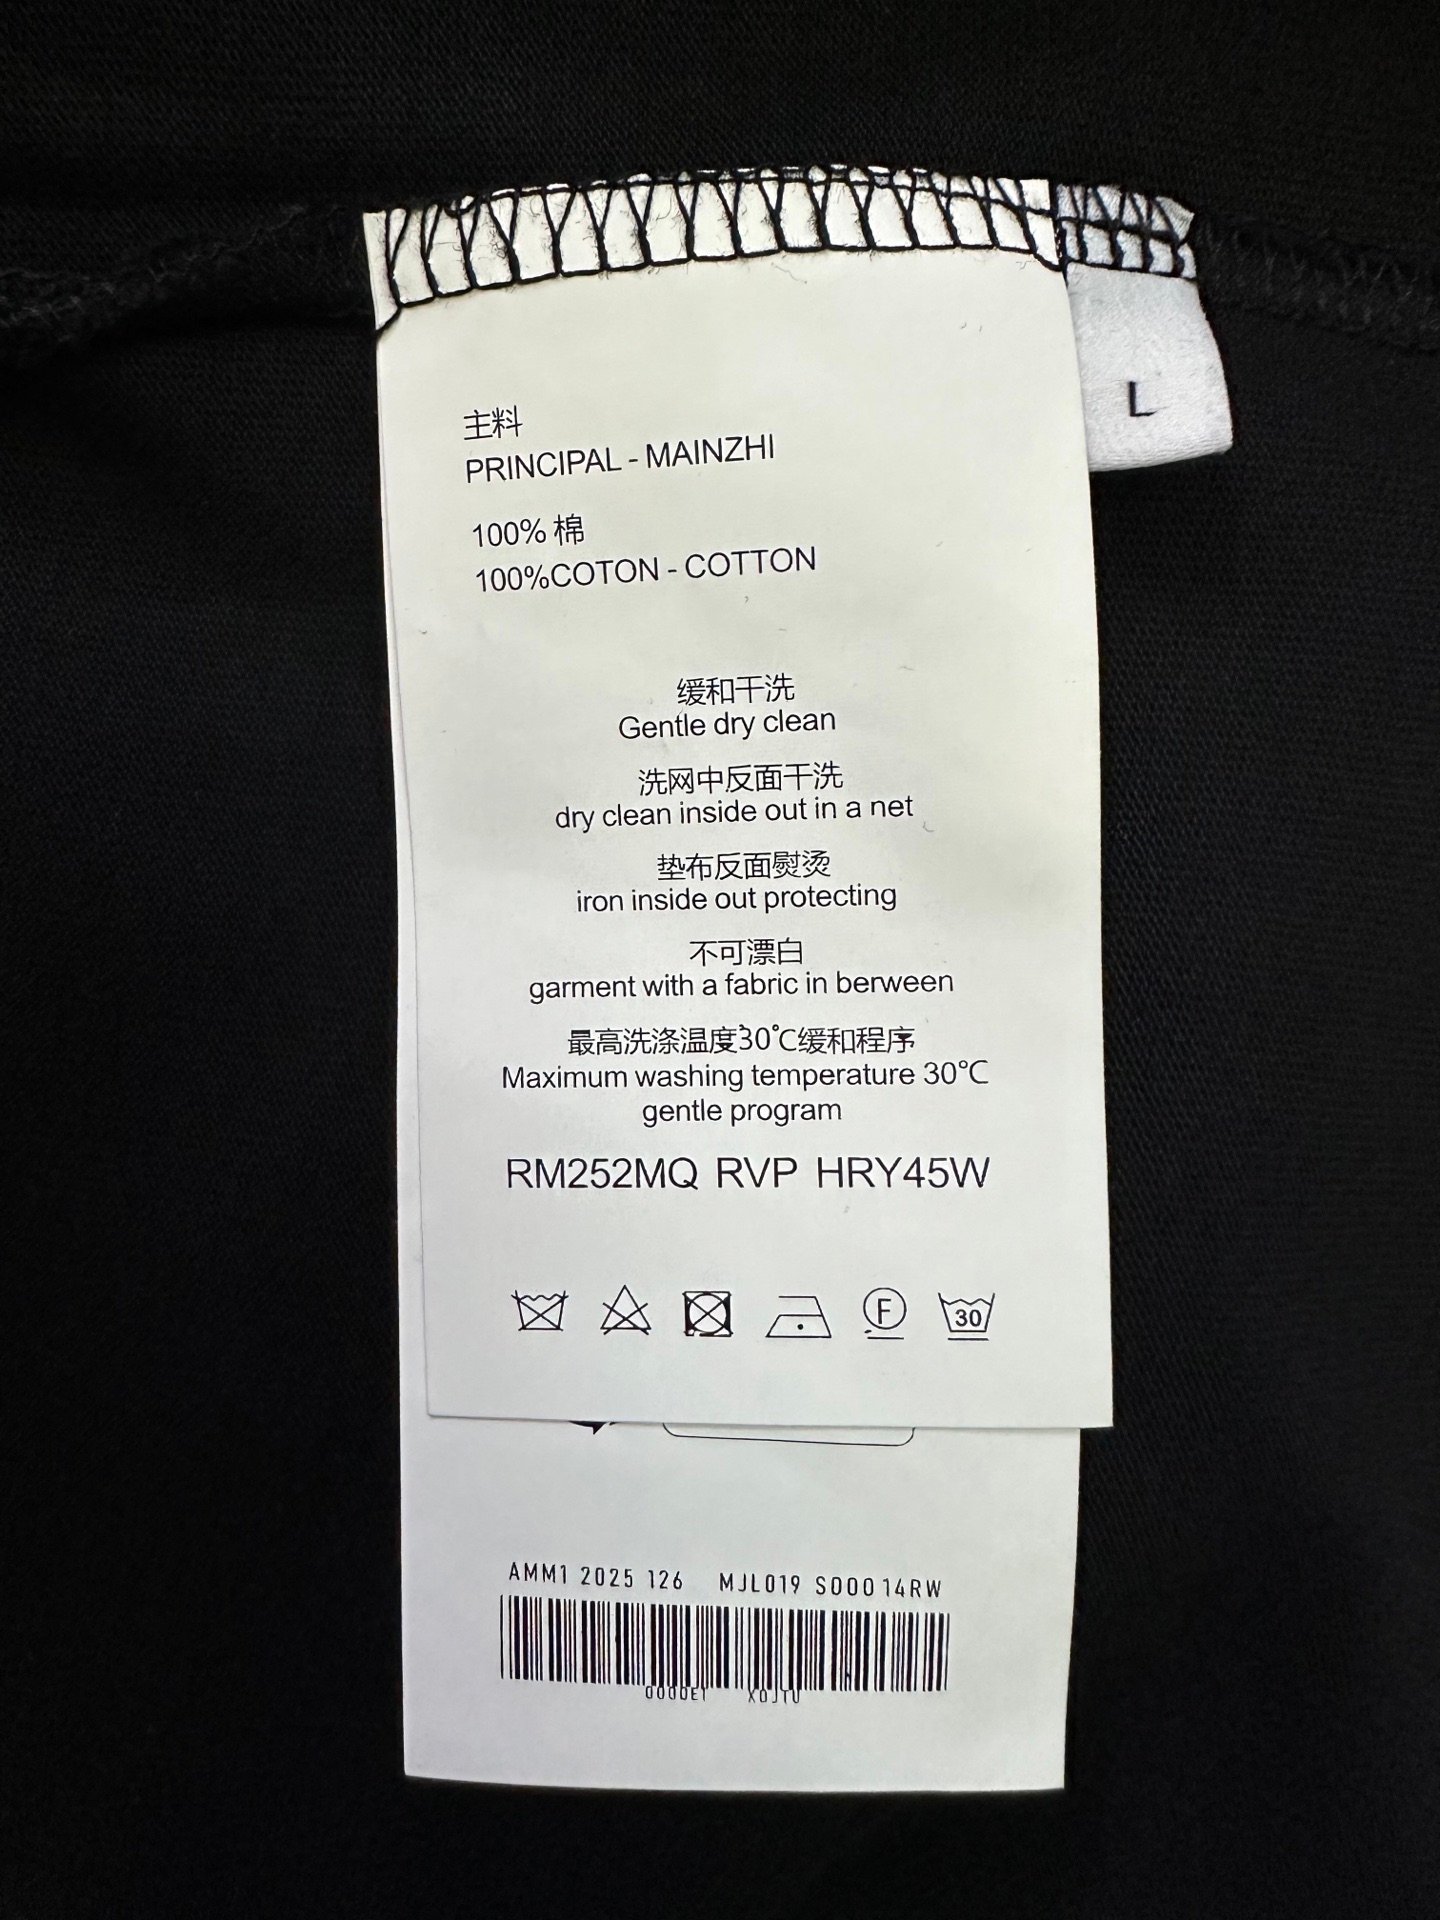 L
主料
PRINCIPAL - MAINZHI
100% 棉
100%COTON - COTTON
缓和干洗
Gentle dry clean
洗网中反面干洗
dry clean inside out in a net
垫布反面熨烫
iron inside out protecting
不可漂白
garment with a fabric in berween
最高洗涤温度30℃缓和程序
Maximum washing temperature 30℃
gentle program
RM252MQ RVP HRY45W
F
30
AMM1 2025 126 MJL019 S00014RW